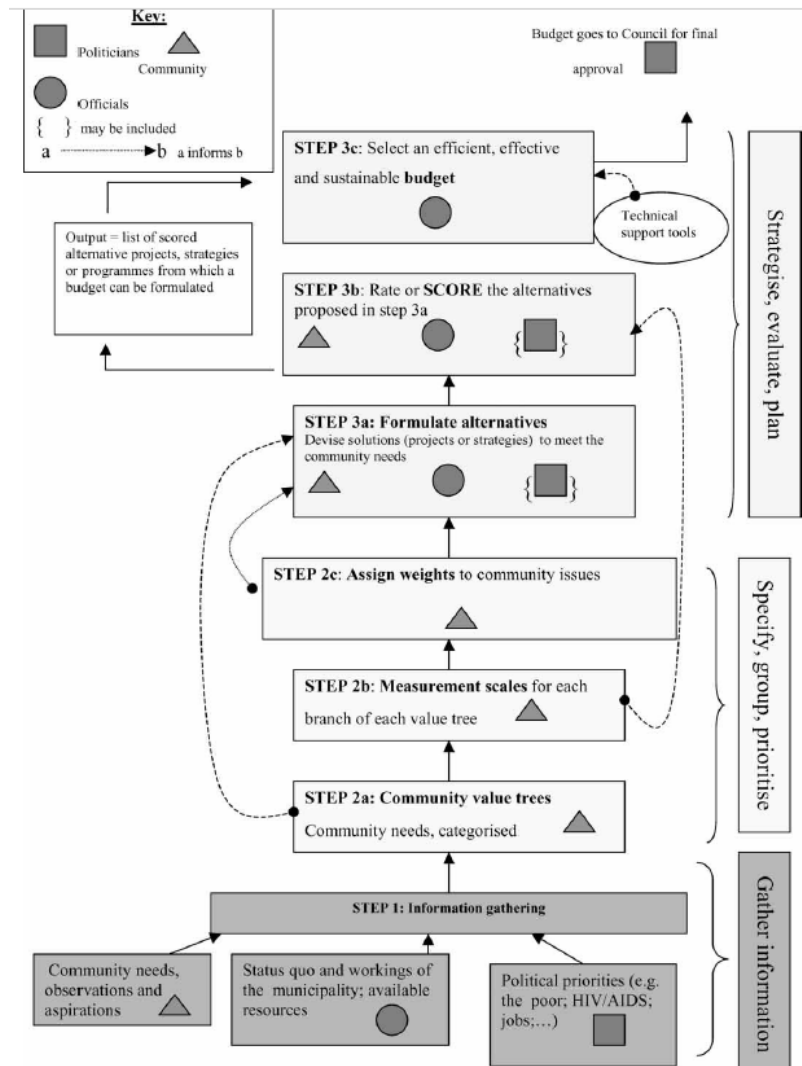 Key:
Politicians
Community
Officials
{ } may be included
a b a informs b
Budget goes to Council for final
approval
STEP 3c: Select an efficient, effective
and sustainable budget
Technical
support tools
Output = list of scored
alternative projects, strategies
or programmes from which a
budget can be formulated
STEP 3b: Rate or SCORE the alternatives
proposed in step 3a
{ }
STEP 3a: Formulate alternatives
Devise solutions (projects or strategies) to meet the
community needs
{ }
Strategise, evaluate, plan
STEP 2c: Assign weights to community issues
STEP 2b: Measurement scales for each
branch of each value tree
STEP 2a: Community value trees
Community needs, categorised
Specify, group, prioritise
STEP 1: Information gathering
Community needs,
observations and
aspirations
Status quo and workings of
the municipality; available
resources
Political priorities (e.g.
the poor; HIV/AIDS;
jobs;...)
Gather information